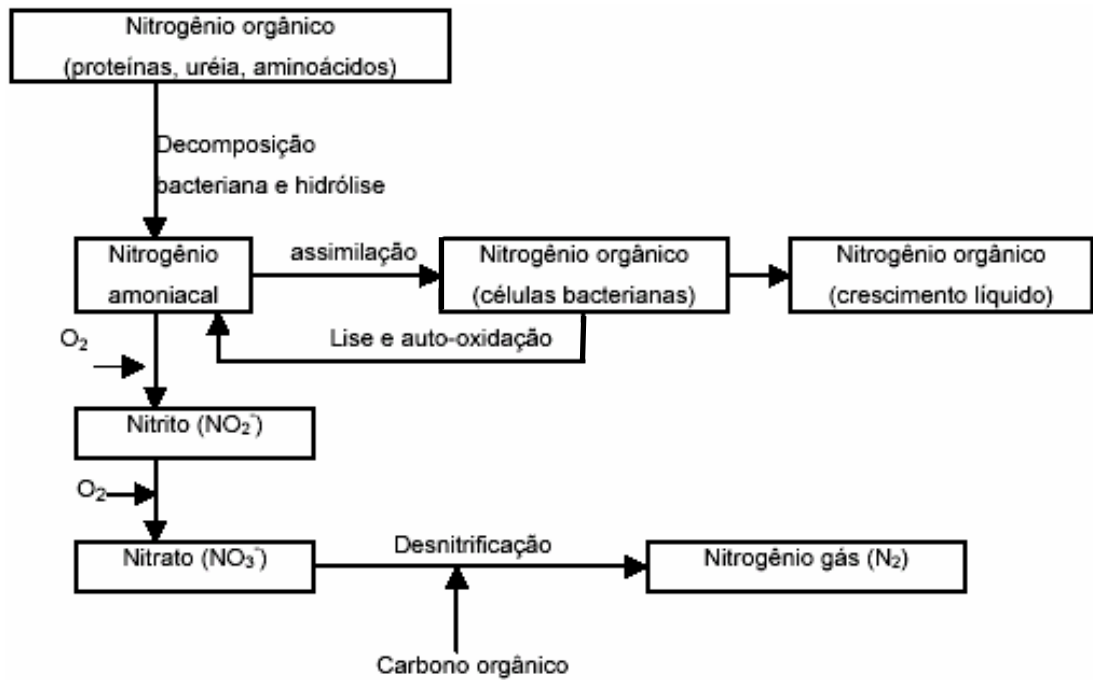 Nitrogênio orgânico
(proteínas, uréia, aminoácidos)
Decomposição
bacteriana e hidrólise
Nitrogênio
amoniacal
assimilação
Nitrogênio orgânico
(células bacterianas)
Nitrogênio orgânico
(crescimento líquido)
Lise e auto-oxidação
O₂
Nitrito (NO₂⁻)
O₂
Nitrato (NO₃⁻)
Desnitrificação
Nitrogênio gás (N₂)
Carbono orgânico